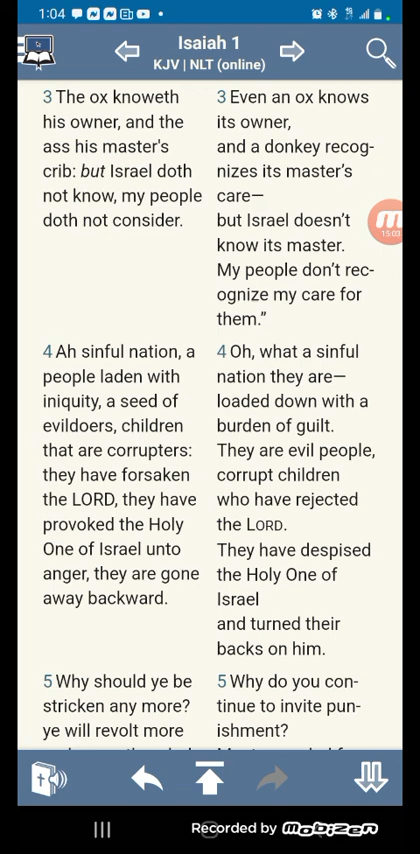 1:04
Isaiah 1
KJV | NLT (online)
3 The ox knoweth
his owner, and the
ass his master's
crib: but Israel doth
not know, my people
doth not consider.
3 Even an ox knows
its owner,
and a donkey recog-
nizes its master’s
care—
but Israel doesn’t
know its master.
My people don’t rec-
ognize my care for
them.”
15:03
4 Ah sinful nation, a
people laden with
iniquity, a seed of
evildoers, children
that are corrupters:
they have forsaken
the LORD, they have
provoked the Holy
One of Israel unto
anger, they are gone
away backward.
4 Oh, what a sinful
nation they are—
loaded down with a
burden of guilt.
They are evil people,
corrupt children
who have rejected
the LORD.
They have despised
the Holy One of
Israel
and turned their
backs on him.
5 Why should ye be
stricken any more?
ye will revolt more
5 Why do you con-
tinue to invite pun-
ishment?
Recorded by mobizen